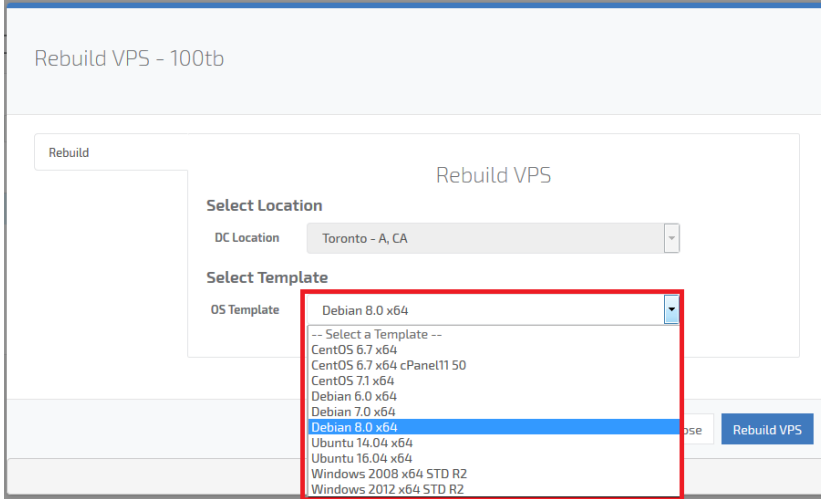 Rebuild VPS - 100tb
Rebuild
Rebuild VPS
Select Location
DC Location
Toronto - A, CA
Select Template
OS Template
Debian 8.0 x64
-- Select a Template --
CentOS 6.7 x64
CentOS 6.7 x64 cPanel11 50
CentOS 7.1 x64
Debian 6.0 x64
Debian 7.0 x64
Debian 8.0 x64
Ubuntu 14.04 x64
Ubuntu 16.04 x64
Windows 2008 x64 STD R2
Windows 2012 x64 STD R2
ose
Rebuild VPS